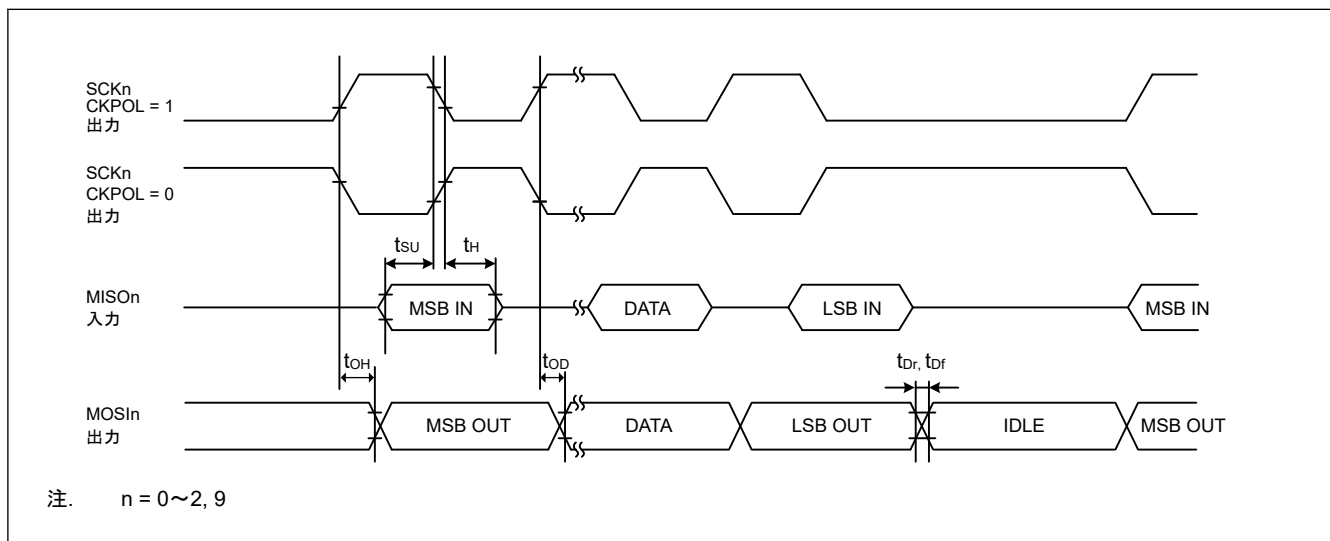 SCKn
CKPOL = 1
出力
SCKn
CKPOL = 0
出力
tSU
tH
MISOn
入力
MSB IN
DATA
LSB IN
MSB IN
tOH
tOD
tDr, tDf
MOSIn
出力
MSB OUT
DATA
LSB OUT
IDLE
MSB OUT
注. n = 0～2, 9